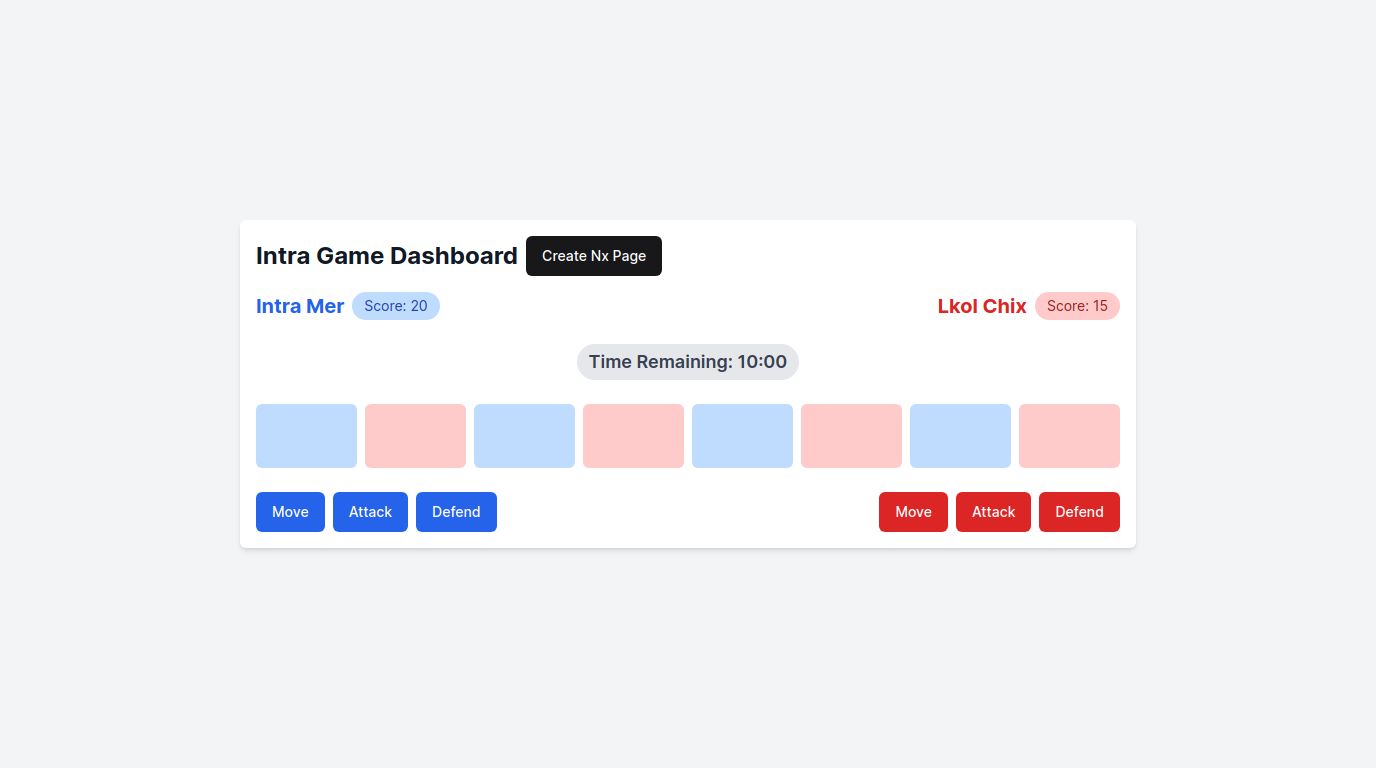 Intra Game Dashboard Create Nx Page
Intra Mer Score: 20 Lkol Chix Score: 15
Time Remaining: 10:00
Move Attack Defend Move Attack Defend